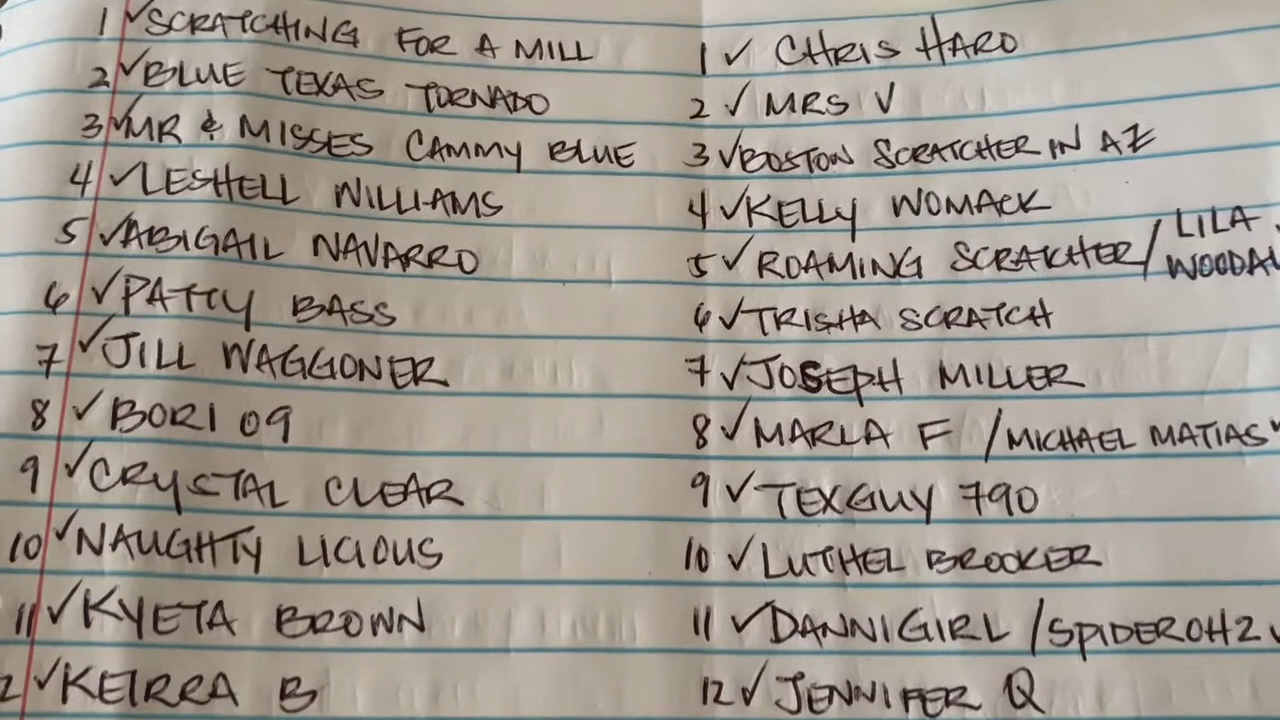 1 ✓SCRATCHING FOR A MILL
2 ✓BLUE TEXAS TORNADO
3 ✓MR & MISSES CAMMY BLUE
4 ✓LESHELL WILLIAMS
5 ✓ABIGAIL NAVARRO
6 ✓PATTY BASS
7 ✓JILL WAGGONER
8 ✓BORI 09
9 ✓CRYSTAL CLEAR
10 ✓NAUGHTY LICIOUS
11 ✓KYETA BROWN
2 ✓KEIRRA B
1 ✓ CHRIS HARO
2 ✓ MRS V
3 ✓BOSTON SCRATCHER IN AZ
4 ✓KELLY WOMACK
5 ✓ROAMING SCRATCHER/ LILA
WOODAL
6 ✓TRISHA SCRATCH
7 ✓JOSEPH MILLER
8 ✓MARLA F /MICHAEL MATIAS✓
9 ✓TEXGUY 790
10 ✓LUTHEL BROOKER
11 ✓DANNIGIRL /SPIDEROH2✓
12 ✓ JENNIFER Q